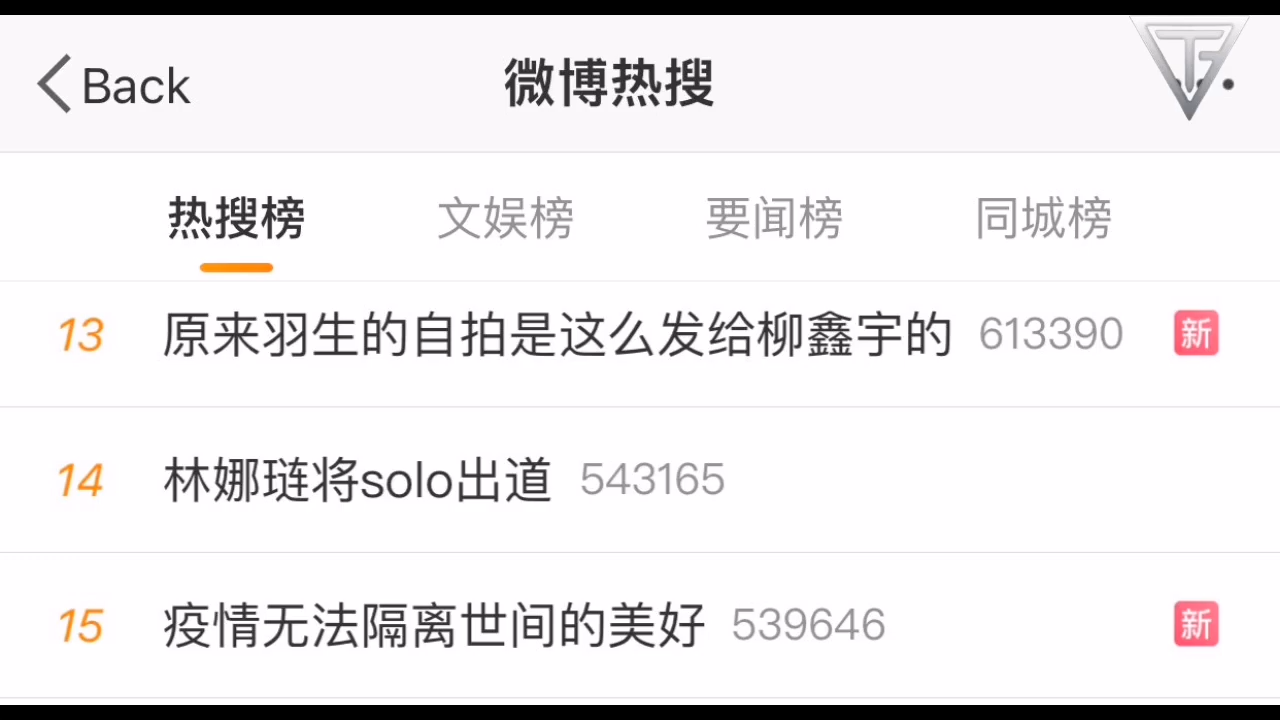 Back
微博热搜
热搜榜 文娱榜 要闻榜 同城榜
13 原来羽生的自拍是这么发给柳鑫宇的 613390 新
14 林娜琏将solo出道 543165
15 疫情无法隔离世间的美好 539646 新